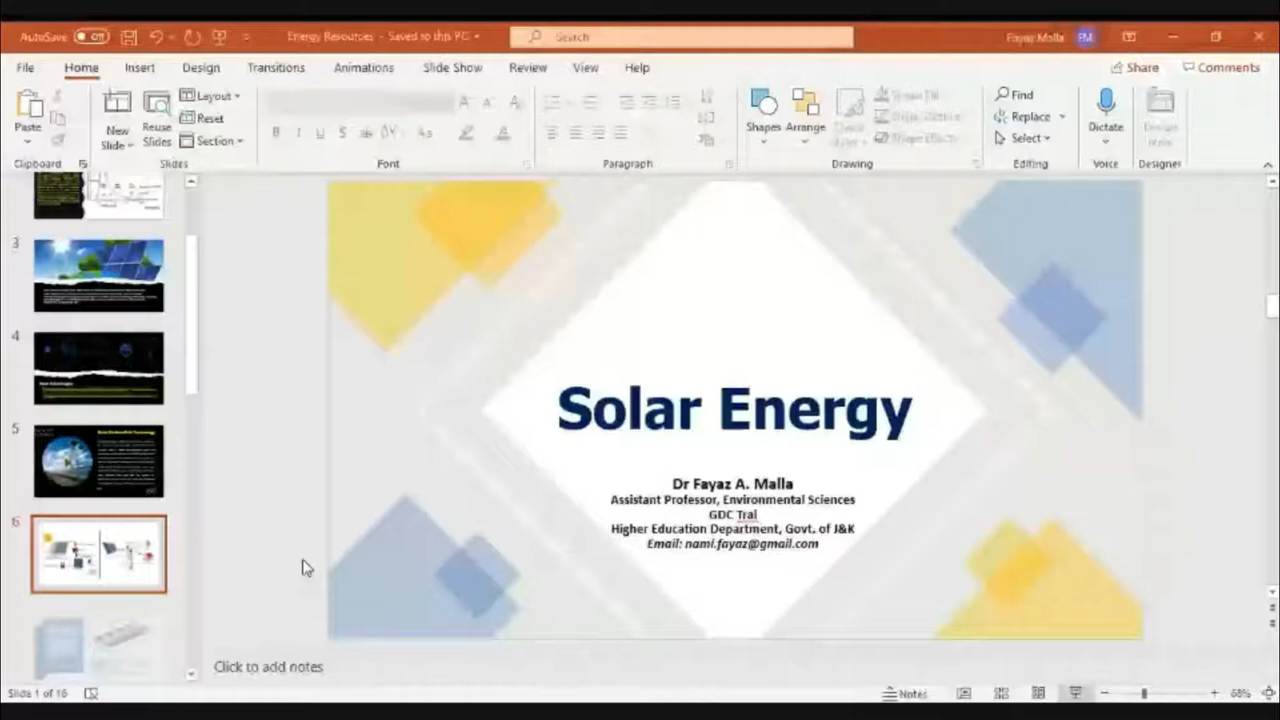 AutoSave Off Energy Resources - Saved to this PC Search Fayaz Malla FM
File Home Insert Design Transitions Animations Slide Show Review View Help Share Comments
Paste
New Slide
Reuse Slides
Layout
Reset
Section
Shapes
Arrange
Find
Replace
Select
Dictate
Clipboard Slides Font Paragraph Drawing Editing Voice Designer
3
4
5
6
Solar Energy
Dr Fayaz A. Malla
Assistant Professor, Environmental Sciences
GDC Tral
Higher Education Department, Govt. of J&K
Email: nami.fayaz@gmail.com
Click to add notes
Slide 1 of 16 Notes 68%